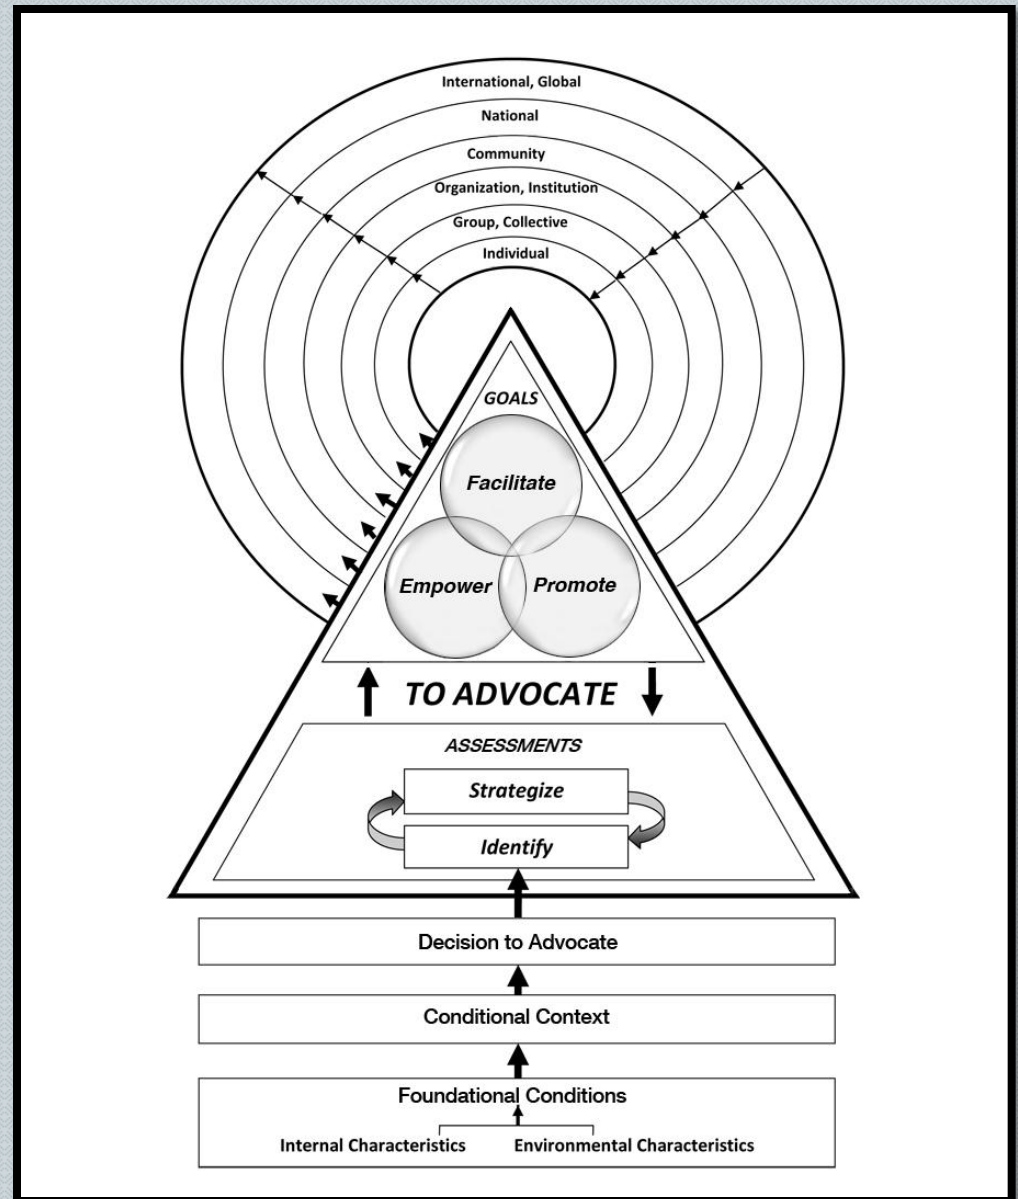 International, Global
National
Community
Organization, Institution
Group, Collective
Individual
GOALS
Facilitate
Empower
Promote
TO ADVOCATE
ASSESSMENTS
Strategize
Identify
Decision to Advocate
Conditional Context
Foundational Conditions
Internal Characteristics
Environmental Characteristics